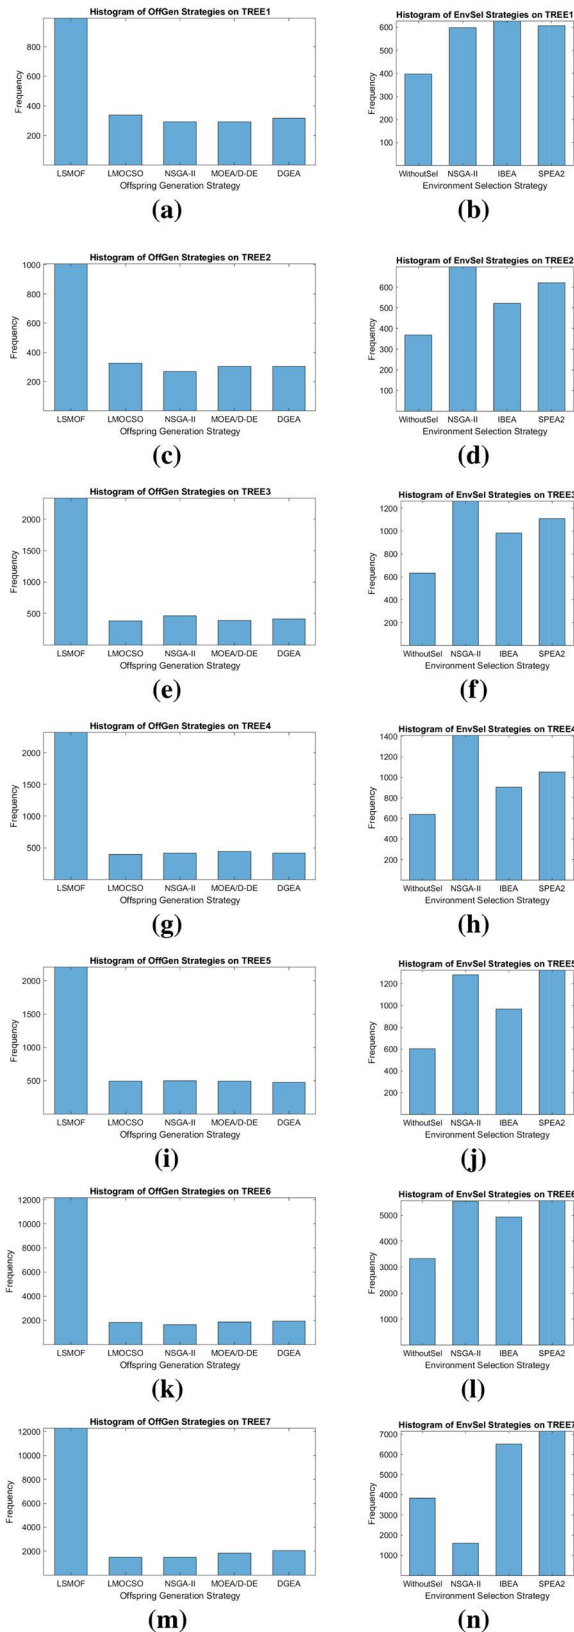 Histogram of OffGen Strategies on TREE1
800
600
400
200
Frequency
LSMOF LMOCSO NSGA-II MOEA/D-DE DGEA
Offspring Generation Strategy
(a)
Histogram of EnvSel Strategies on TREE1
600
500
400
300
200
100
Frequency
WithoutSel NSGA-II IBEA SPEA2
Environment Selection Strategy
(b)
Histogram of OffGen Strategies on TREE2
1000
800
600
400
200
Frequency
LSMOF LMOCSO NSGA-II MOEA/D-DE DGEA
Offspring Generation Strategy
(c)
Histogram of EnvSel Strategies on TREE2
600
500
400
300
200
100
Frequency
WithoutSel NSGA-II IBEA SPEA2
Environment Selection Strategy
(d)
Histogram of OffGen Strategies on TREE3
2000
1500
1000
500
Frequency
LSMOF LMOCSO NSGA-II MOEA/D-DE DGEA
Offspring Generation Strategy
(e)
Histogram of EnvSel Strategies on TREE3
1200
1000
800
600
400
200
Frequency
WithoutSel NSGA-II IBEA SPEA2
Environment Selection Strategy
(f)
Histogram of OffGen Strategies on TREE4
2000
1500
1000
500
Frequency
LSMOF LMOCSO NSGA-II MOEA/D-DE DGEA
Offspring Generation Strategy
(g)
Histogram of EnvSel Strategies on TREE4
1400
1200
1000
800
600
400
200
Frequency
WithoutSel NSGA-II IBEA SPEA2
Environment Selection Strategy
(h)
Histogram of OffGen Strategies on TREE5
2000
1500
1000
500
Frequency
LSMOF LMOCSO NSGA-II MOEA/D-DE DGEA
Offspring Generation Strategy
(i)
Histogram of EnvSel Strategies on TREE5
1200
1000
800
600
400
200
Frequency
WithoutSel NSGA-II IBEA SPEA2
Environment Selection Strategy
(j)
Histogram of OffGen Strategies on TREE6
12000
10000
8000
6000
4000
2000
Frequency
LSMOF LMOCSO NSGA-II MOEA/D-DE DGEA
Offspring Generation Strategy
(k)
Histogram of EnvSel Strategies on TREE6
5000
4000
3000
2000
1000
Frequency
WithoutSel NSGA-II IBEA SPEA2
Environment Selection Strategy
(l)
Histogram of OffGen Strategies on TREE7
12000
10000
8000
6000
4000
2000
Frequency
LSMOF LMOCSO NSGA-II MOEA/D-DE DGEA
Offspring Generation Strategy
(m)
Histogram of EnvSel Strategies on TREE7
7000
6000
5000
4000
3000
2000
1000
Frequency
WithoutSel NSGA-II IBEA SPEA2
Environment Selection Strategy
(n)